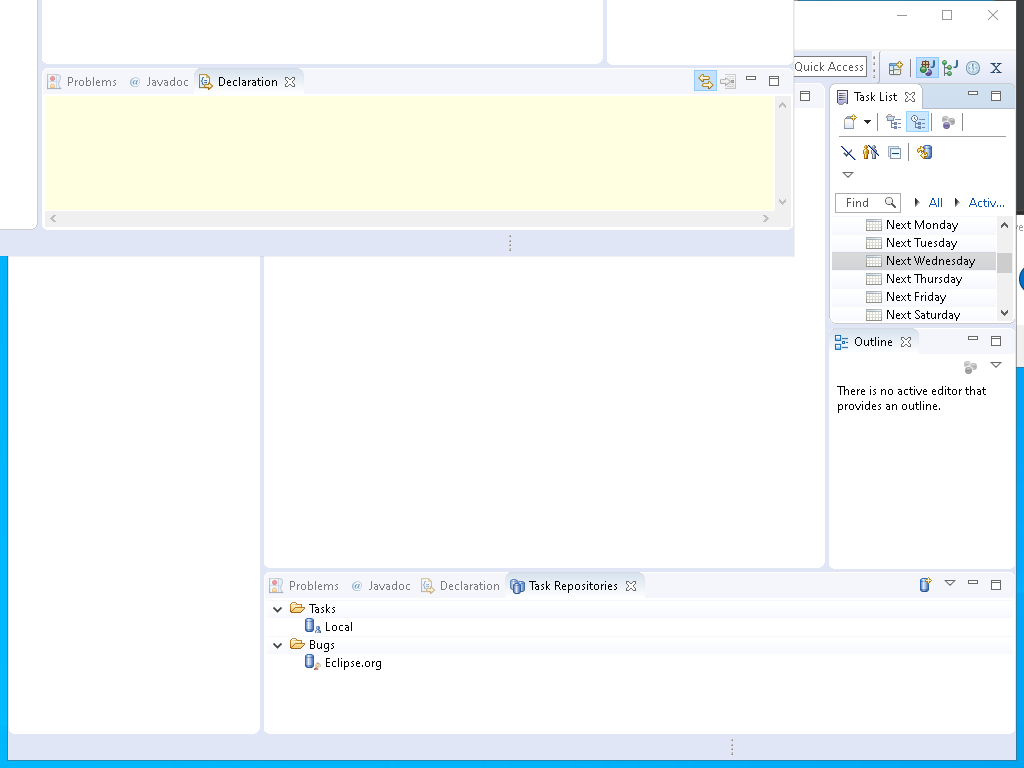 Problems @ Javadoc Declaration
Quick Access
Task List
Find All Activ...
Next Monday
Next Tuesday
Next Wednesday
Next Thursday
Next Friday
Next Saturday
Outline
There is no active editor that
provides an outline.
Problems @ Javadoc Declaration Task Repositories
Tasks
Local
Bugs
Eclipse.org